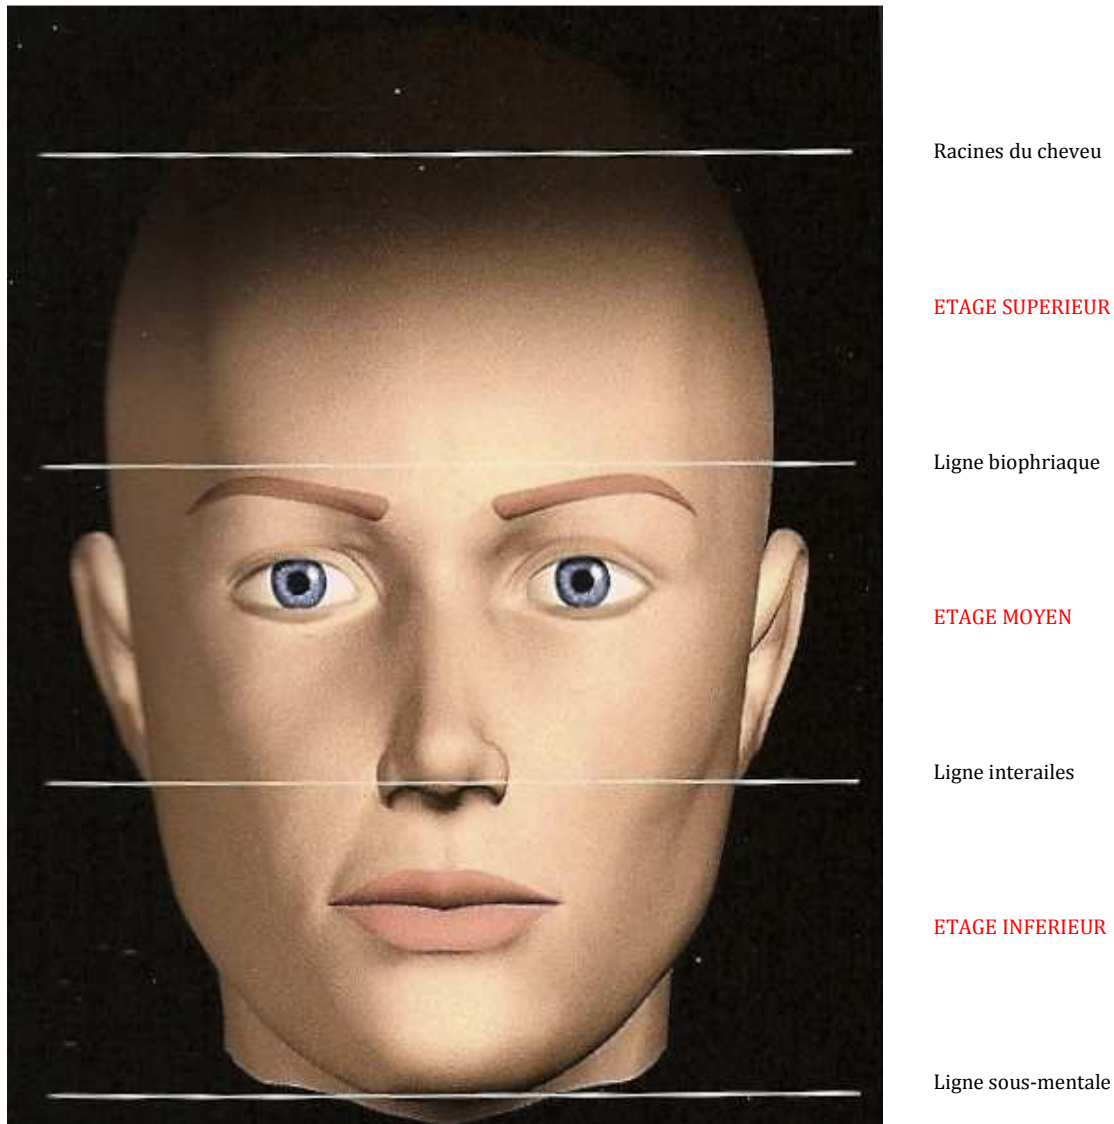 Racines du cheveu
ETAGE SUPERIEUR
Ligne biophriaque
ETAGE MOYEN
Ligne interailes
ETAGE INFERIEUR
Ligne sous-mentale